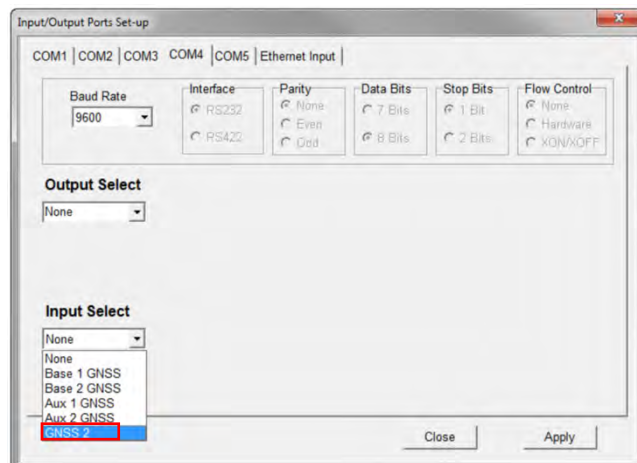 Input/Output Ports Set-up
COM1 COM2 COM3 COM4 COM5 Ethernet Input
Baud Rate
9600
Interface
RS232
RS422
Parity
None
Even
Odd
Data Bits
7 Bits
8 Bits
Stop Bits
1 Bit
2 Bits
Flow Control
None
Hardware
XON/XOFF
Output Select
None
Input Select
None
None
Base 1 GNSS
Base 2 GNSS
Aux 1 GNSS
Aux 2 GNSS
GNSS 2
Close Apply